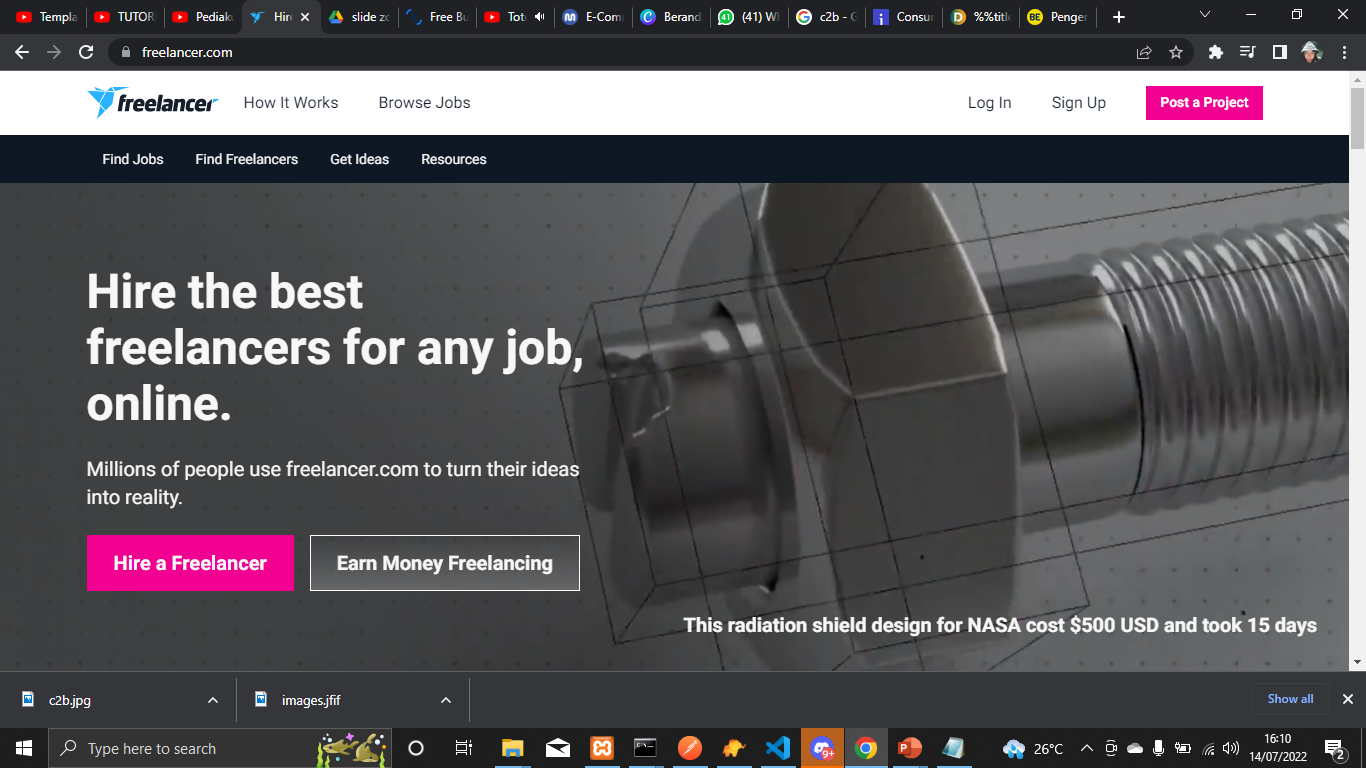 Templa
TUTOR
Pediak
Hire
slide zo
Free Bu
Tot
E-Com
Berand
(41) W
c2b - G
Consun
%%title
Penger
freelancer.com
freelancer
How It Works
Browse Jobs
Log In
Sign Up
Post a Project
Find Jobs
Find Freelancers
Get Ideas
Resources
Hire the best
freelancers for any job,
online.
Millions of people use freelancer.com to turn their ideas
into reality.
Hire a Freelancer
Earn Money Freelancing
This radiation shield design for NASA cost $500 USD and took 15 days
c2b.jpg
images.jfif
Show all
Type here to search
9+
26°C
16:10
14/07/2022
2